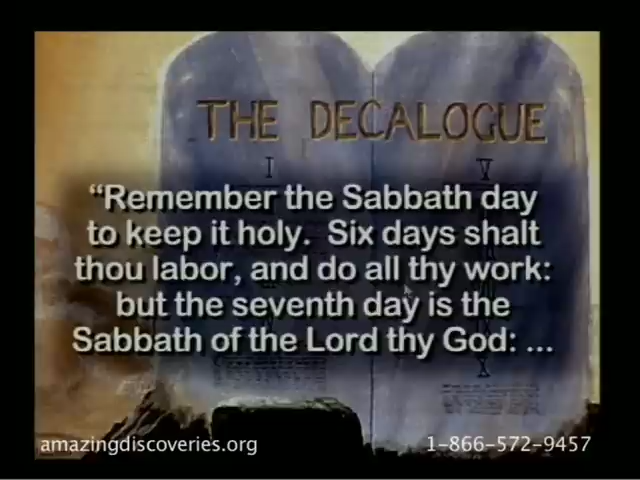 THE DECALOGUE
I
V
“Remember the Sabbath day
to keep it holy.  Six days shalt
thou labor, and do all thy work:
but the seventh day is the
Sabbath of the Lord thy God: ...
X
amazingdiscoveries.org
1-866-572-9457